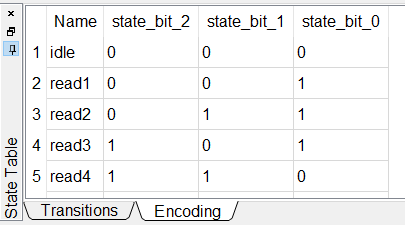 Name state_bit_2 state_bit_1 state_bit_0
1 idle 0 0 0
2 read1 0 0 1
3 read2 0 1 1
4 read3 1 0 1
5 read4 1 1 0
State Table
Transitions Encoding